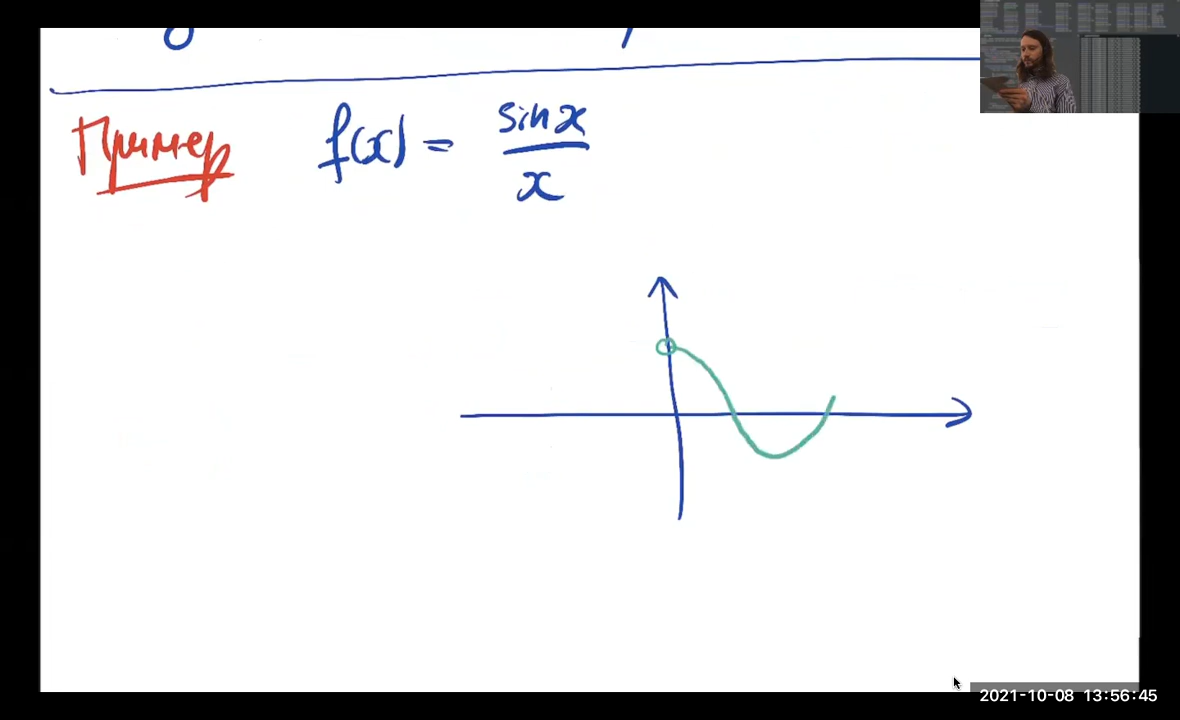 Пример f(x) = sin x / x
2021-10-08 13:56:45